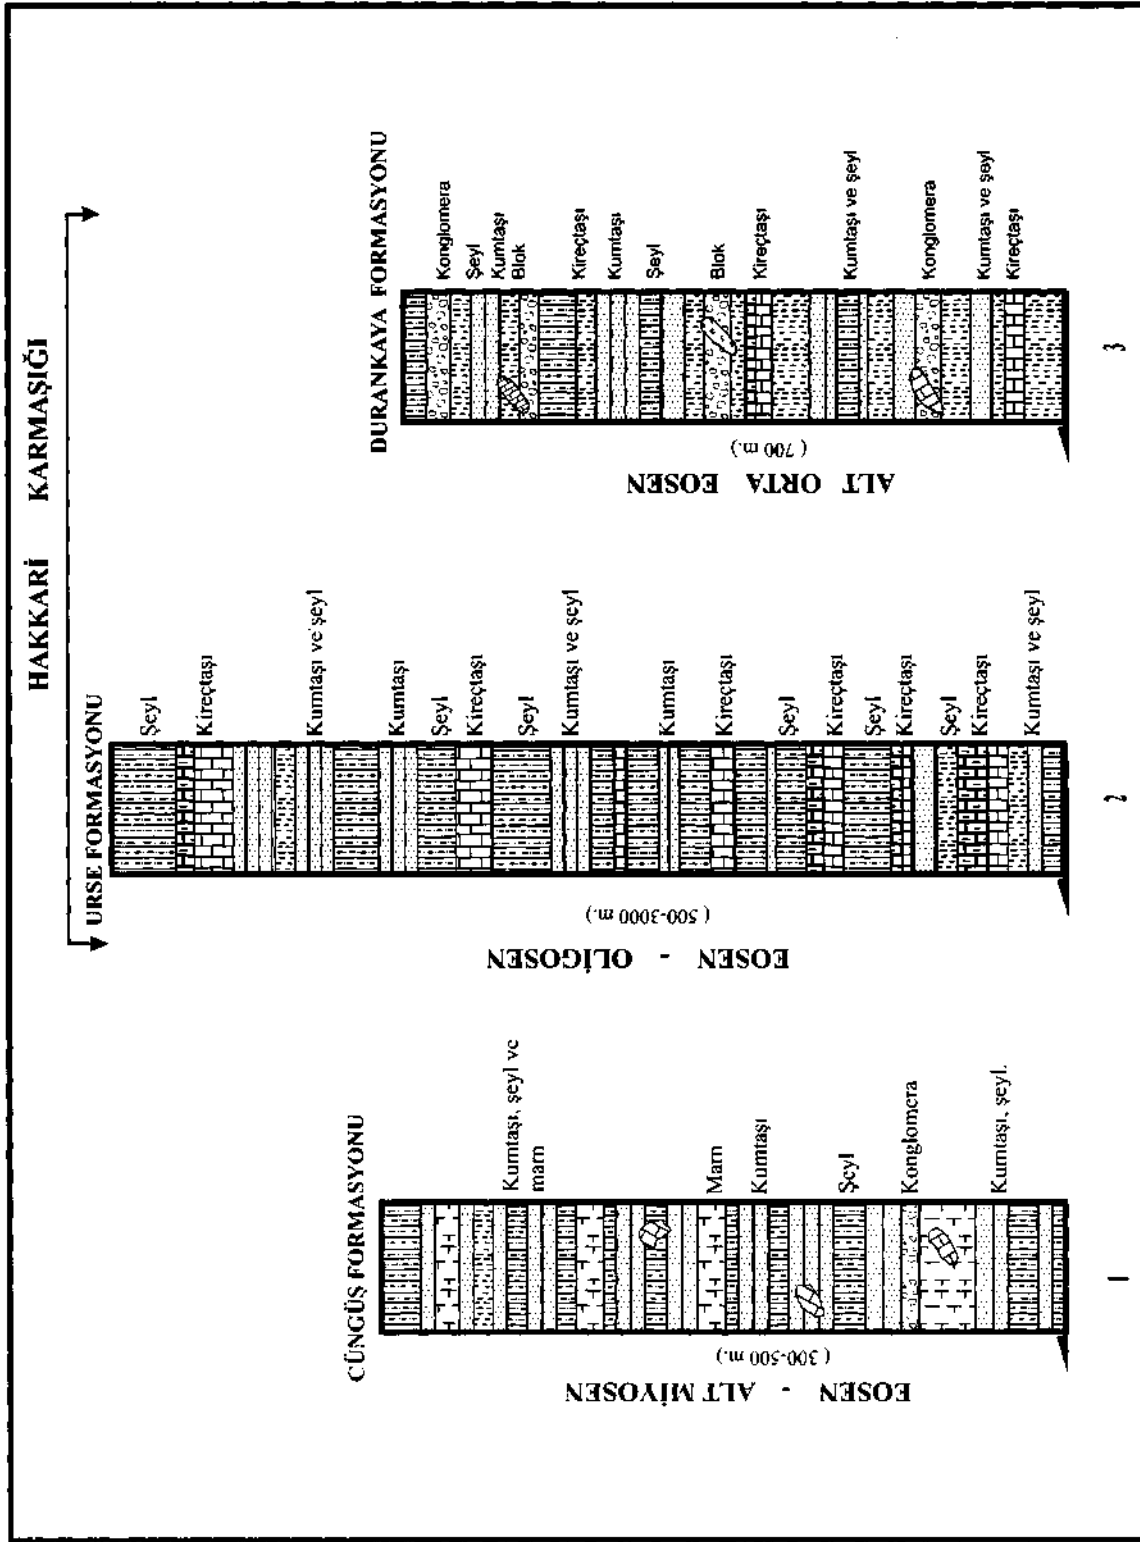 HAKKARİ KARMAŞIĞI
CÜNGÜŞ FORMASYONU
EOSEN - ALT MİYOSEN
( 300-500 m.)
Kumtaşı, şeyl ve
marn
Marn
Kumtaşı
Şeyl
Konglomera
Kumtaşı, şeyl.
1
URSE FORMASYONU
EOSEN - OLİGOSEN
( 500-3000 m.)
Şeyl
Kireçtaşı
Kumtaşı ve şeyl
Kumtaşı
Şeyl
Kireçtaşı
Şeyl
Kumtaşı ve şeyl
Kumtaşı
Kireçtaşı
Şeyl
Kireçtaşı
Şeyl
Kireçtaşı
Şeyl
Kireçtaşı
Kumtaşı ve şeyl
2
DURANKAYA FORMASYONU
ALT ORTA EOSEN
( 700 m.)
Konglomera
Şeyl
Kumtaşı
Blok
Kireçtaşı
Kumtaşı
Şeyl
Blok
Kireçtaşı
Kumtaşı ve şeyl
Konglomera
Kumtaşı ve şeyl
Kireçtaşı
3